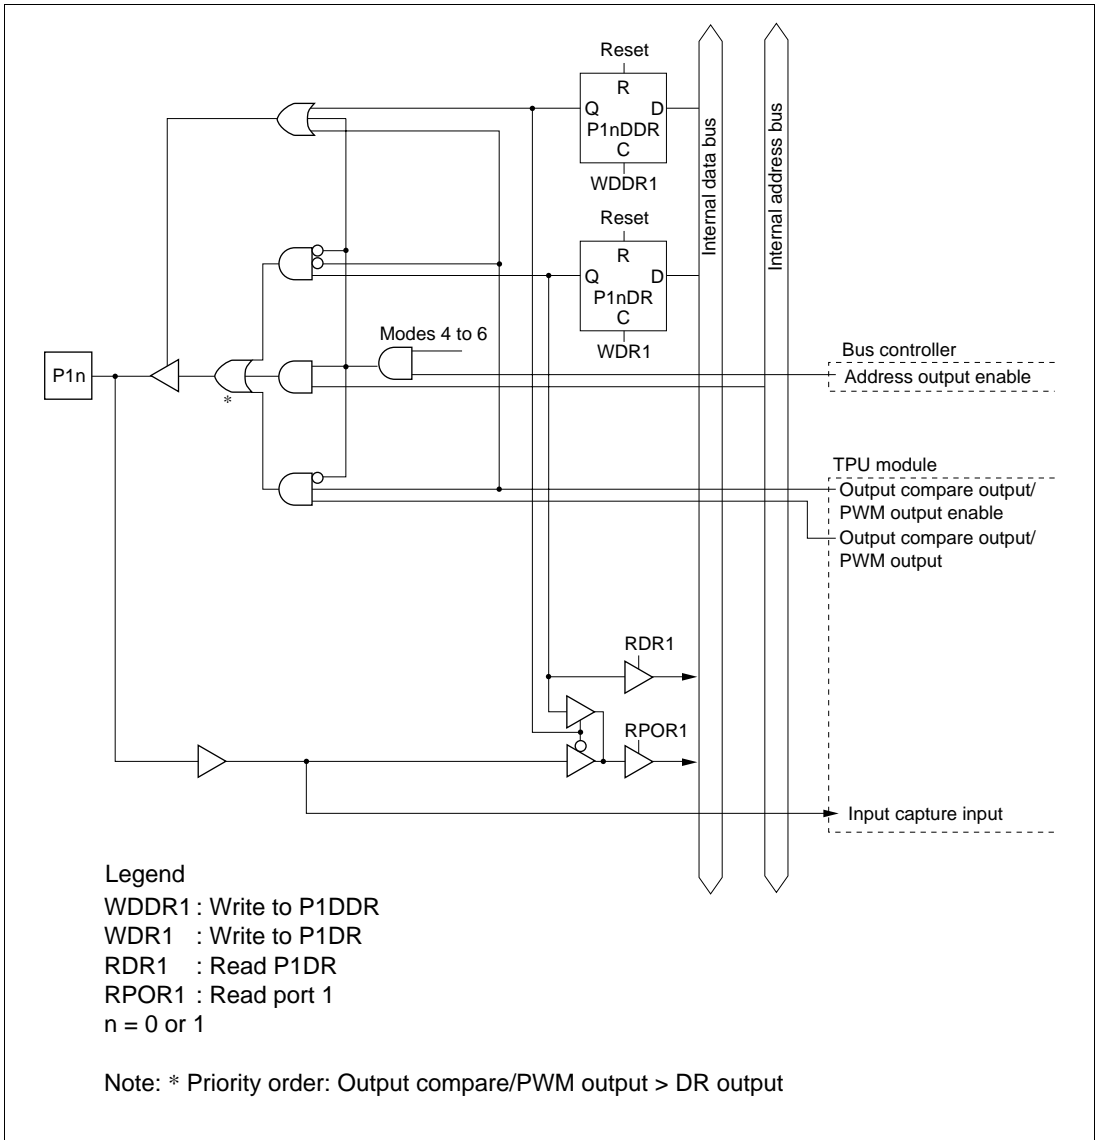 Reset
R
Q D
P1nDDR
C
WDDR1
Reset
R
Q D
P1nDR
C
WDR1
Internal data bus
Internal address bus
Modes 4 to 6
P1n
*
Bus controller
Address output enable
TPU module
Output compare output/
PWM output enable
Output compare output/
PWM output
RDR1
RPOR1
Input capture input
Legend
WDDR1 : Write to P1DDR
WDR1 : Write to P1DR
RDR1 : Read P1DR
RPOR1 : Read port 1
n = 0 or 1
Note: * Priority order: Output compare/PWM output > DR output